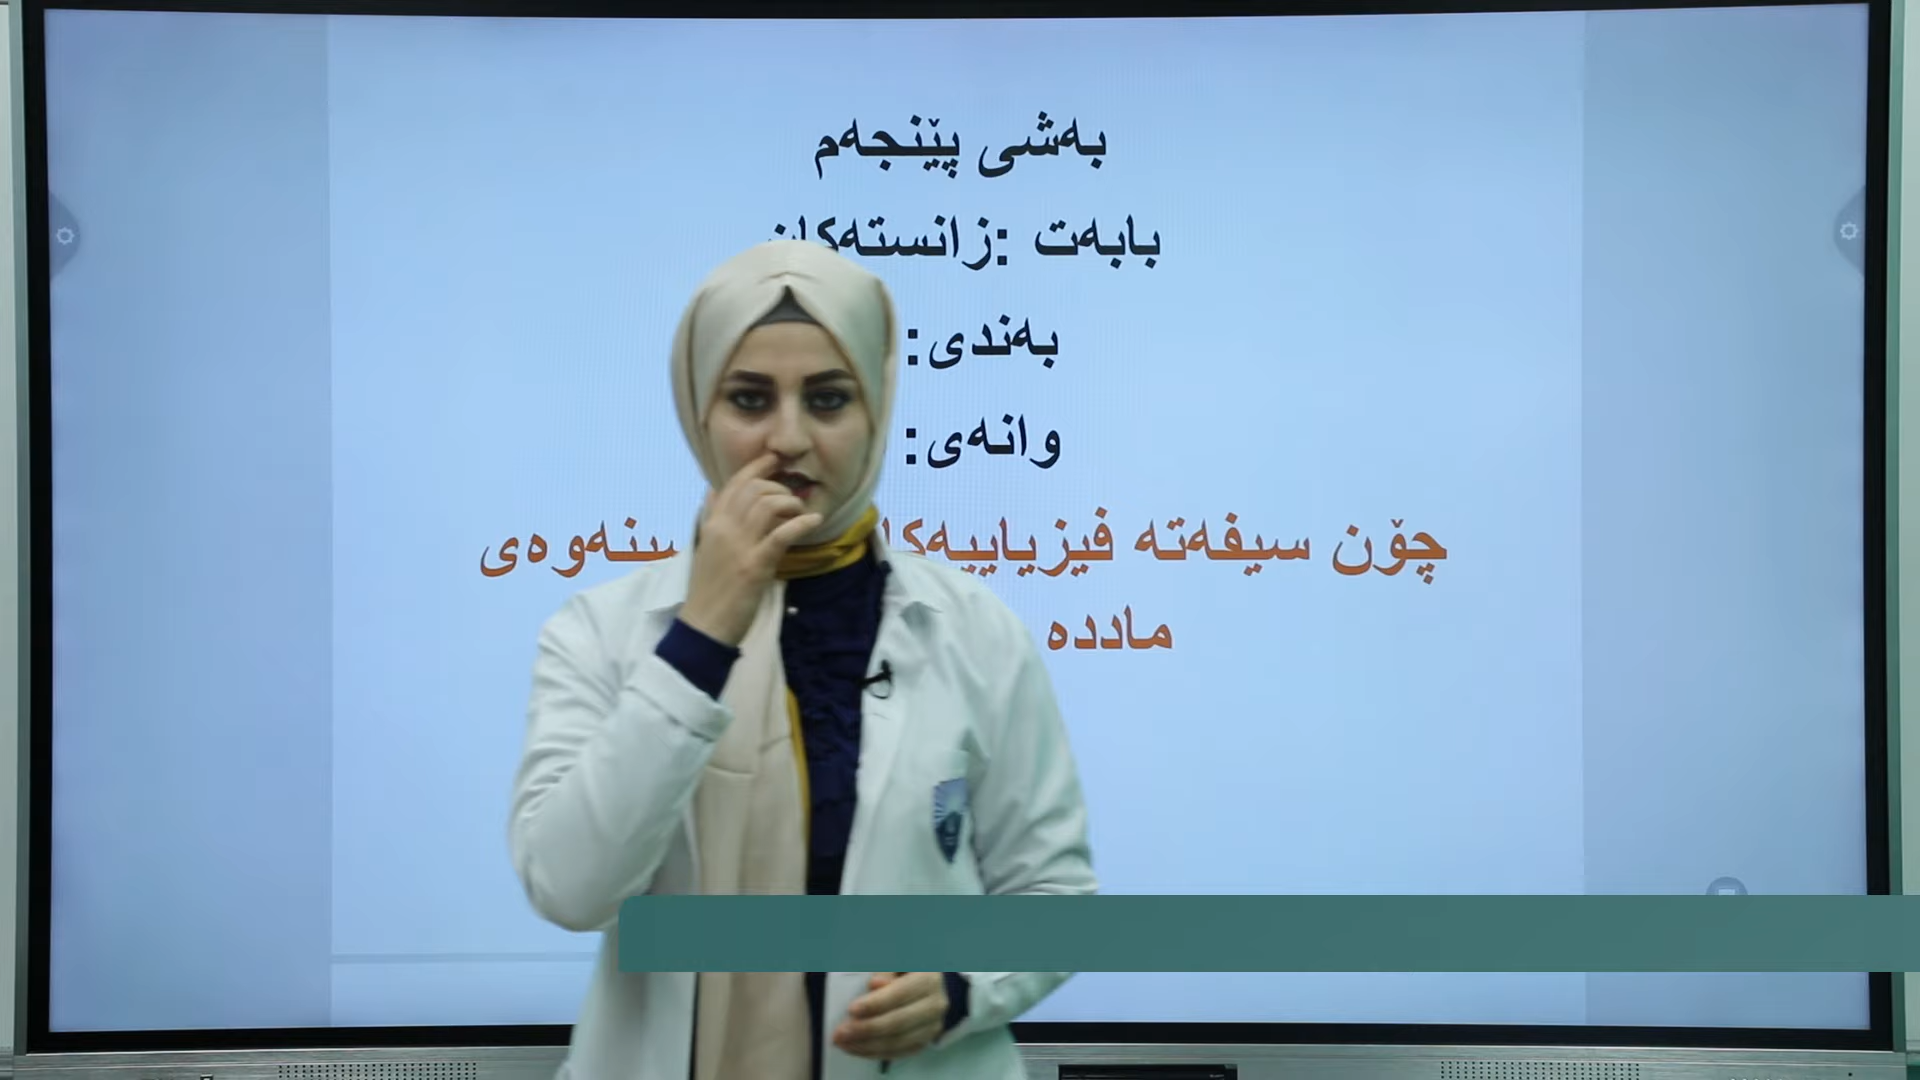 بەشی پێنجەم
بابەت :زانستەکان
بەندی:
وانەی:
چۆن سیفەتە فیزیاییەکا
ماددە